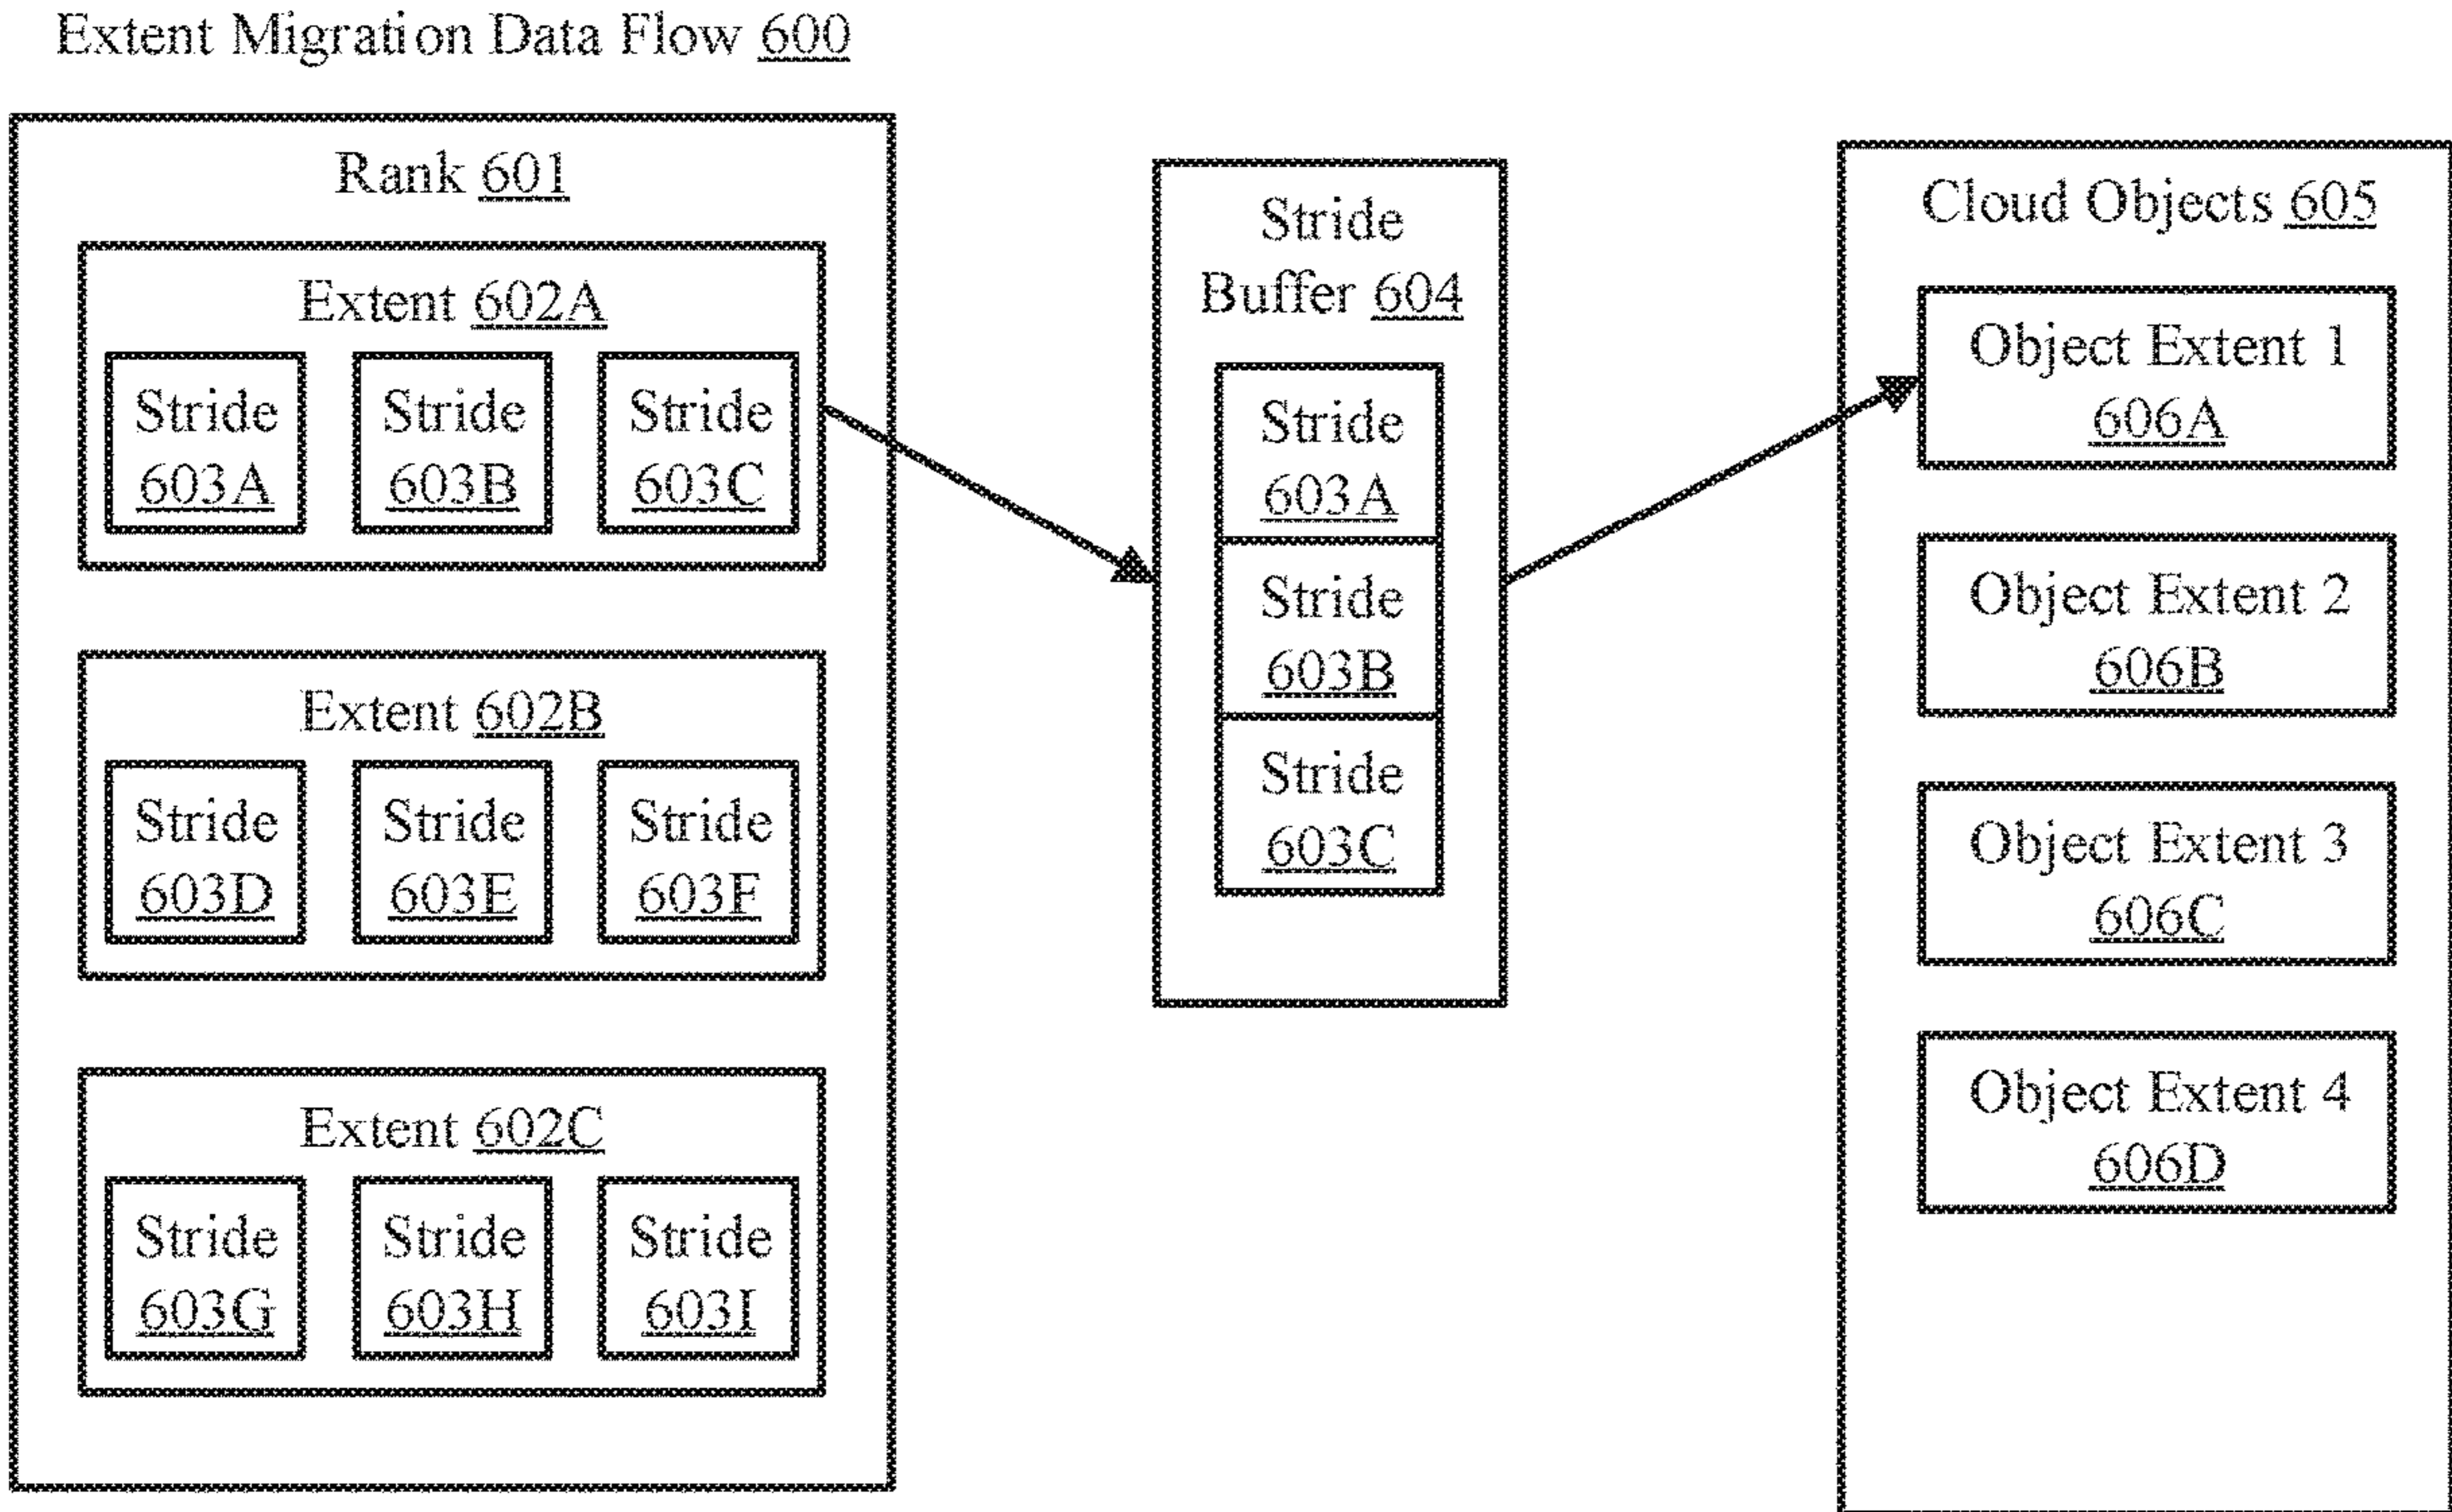 Extent Migration Data Flow 600
Rank 601
Extent 602A
Stride
603A
Stride
603B
Stride
603C
Extent 602B
Stride
603D
Stride
603E
Stride
603F
Extent 602C
Stride
603G
Stride
603H
Stride
603I
Stride
Buffer 604
Stride
603A
Stride
603B
Stride
603C
Cloud Objects 605
Object Extent 1
606A
Object Extent 2
606B
Object Extent 3
606C
Object Extent 4
606D